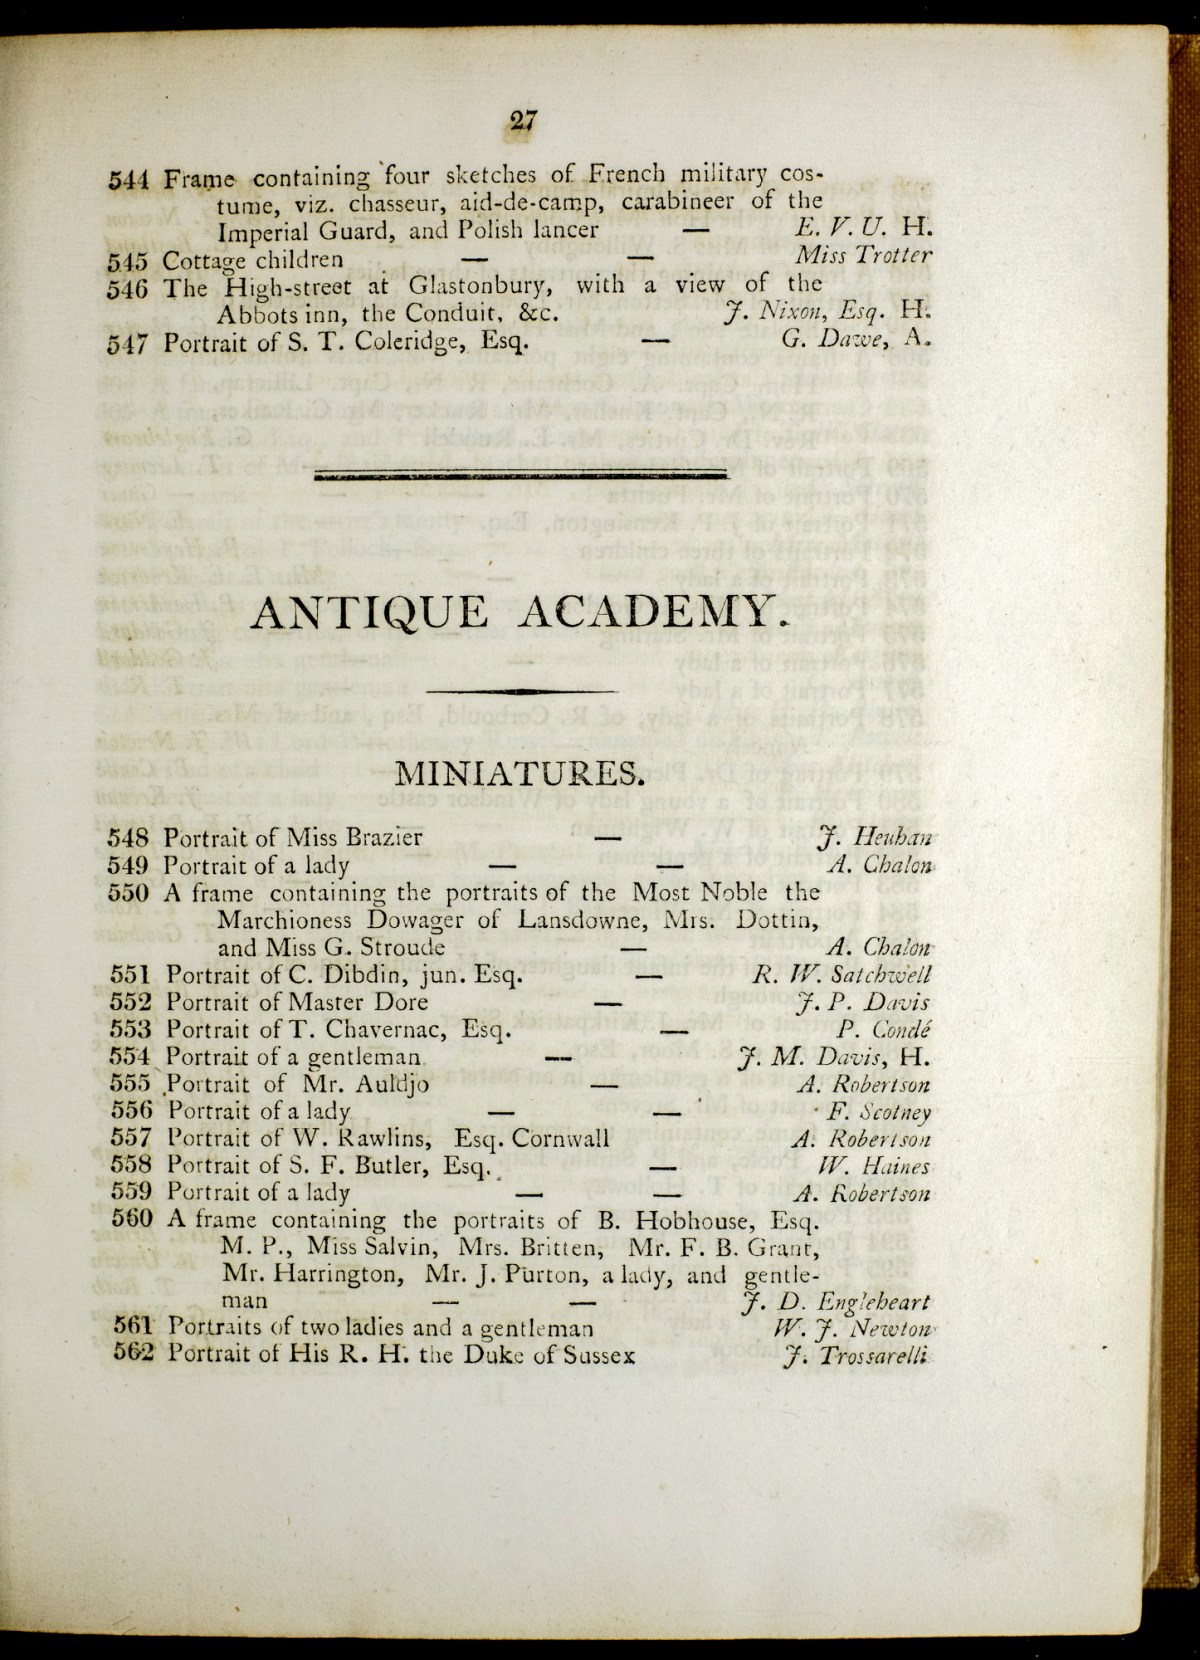 27
544 Frame containing four sketches of French military cos-
tume, viz. chasseur, aid-de-camp, carabineer of the
Imperial Guard, and Polish lancer — E. V. U. H.
545 Cottage children — — Miss Trotter
546 The High-street at Glastonbury, with a view of the
Abbots inn, the Conduit, &c. J. Nixon, Esq. H.
547 Portrait of S. T. Coleridge, Esq. — G. Dawe, A.
ANTIQUE ACADEMY.
MINIATURES.
548 Portrait of Miss Brazier — J. Heuhan
549 Portrait of a lady — — A. Chalon
550 A frame containing the portraits of the Most Noble the
Marchioness Dowager of Lansdowne, Mrs. Dottin,
and Miss G. Stroude — A. Chalon
551 Portrait of C. Dibdin, jun. Esq. — R. W. Satchwell
552 Portrait of Master Dore — J. P. Davis
553 Portrait of T. Chavernac, Esq. — P. Condé
554 Portrait of a gentleman — J. M. Davis, H.
555 Portrait of Mr. Auldjo — A. Robertson
556 Portrait of a lady — — F. Scotney
557 Portrait of W. Rawlins, Esq. Cornwall A. Robertson
558 Portrait of S. F. Butler, Esq. — W. Haines
559 Portrait of a lady — — A. Robertson
560 A frame containing the portraits of B. Hobhouse, Esq.
M. P., Miss Salvin, Mrs. Britten, Mr. F. B. Grant,
Mr. Harrington, Mr. J. Purton, a lady, and gentle-
man — — J. D. Engleheart
561 Portraits of two ladies and a gentleman W. J. Newton
562 Portrait of His R. H. the Duke of Sussex J. Trossarelli